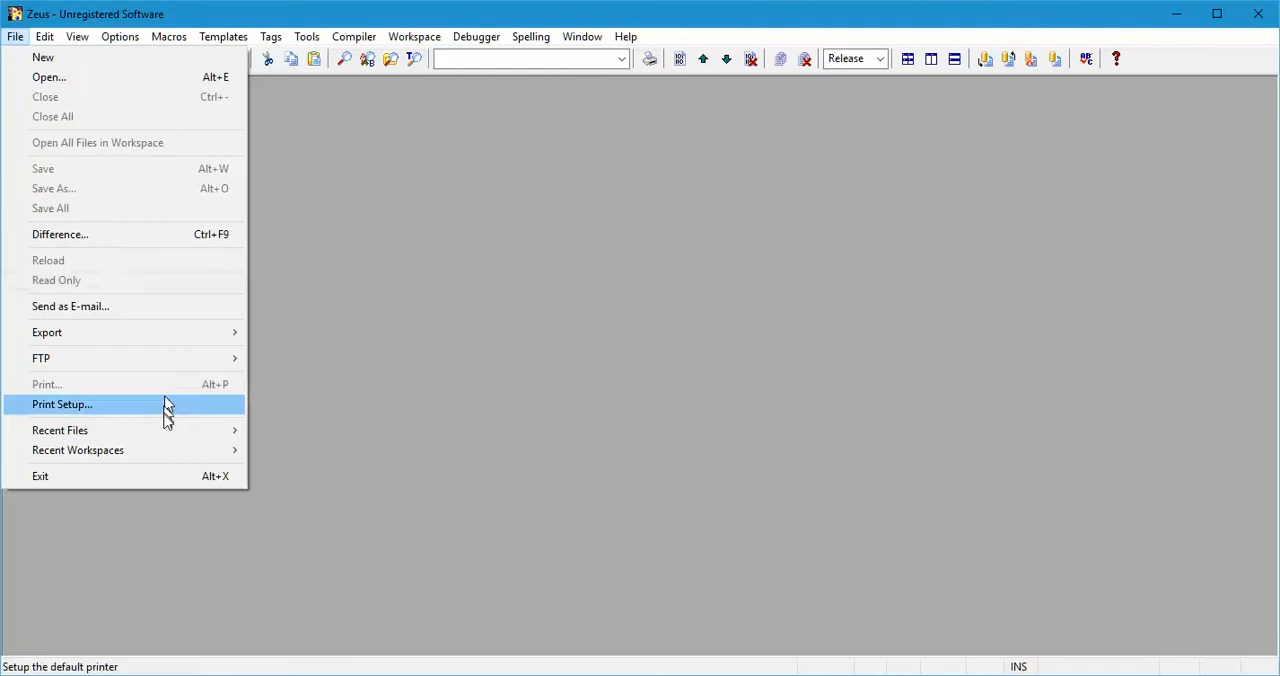 Zeus - Unregistered Software
File Edit View Options Macros Templates Tags Tools Compiler Workspace Debugger Spelling Window Help
Release
New
Open... Alt+E
Close Ctrl+-
Close All
Open All Files in Workspace
Save Alt+W
Save As... Alt+O
Save All
Difference... Ctrl+F9
Reload
Read Only
Send as E-mail...
Export
FTP
Print... Alt+P
Print Setup...
Recent Files
Recent Workspaces
Exit Alt+X
Setup the default printer INS